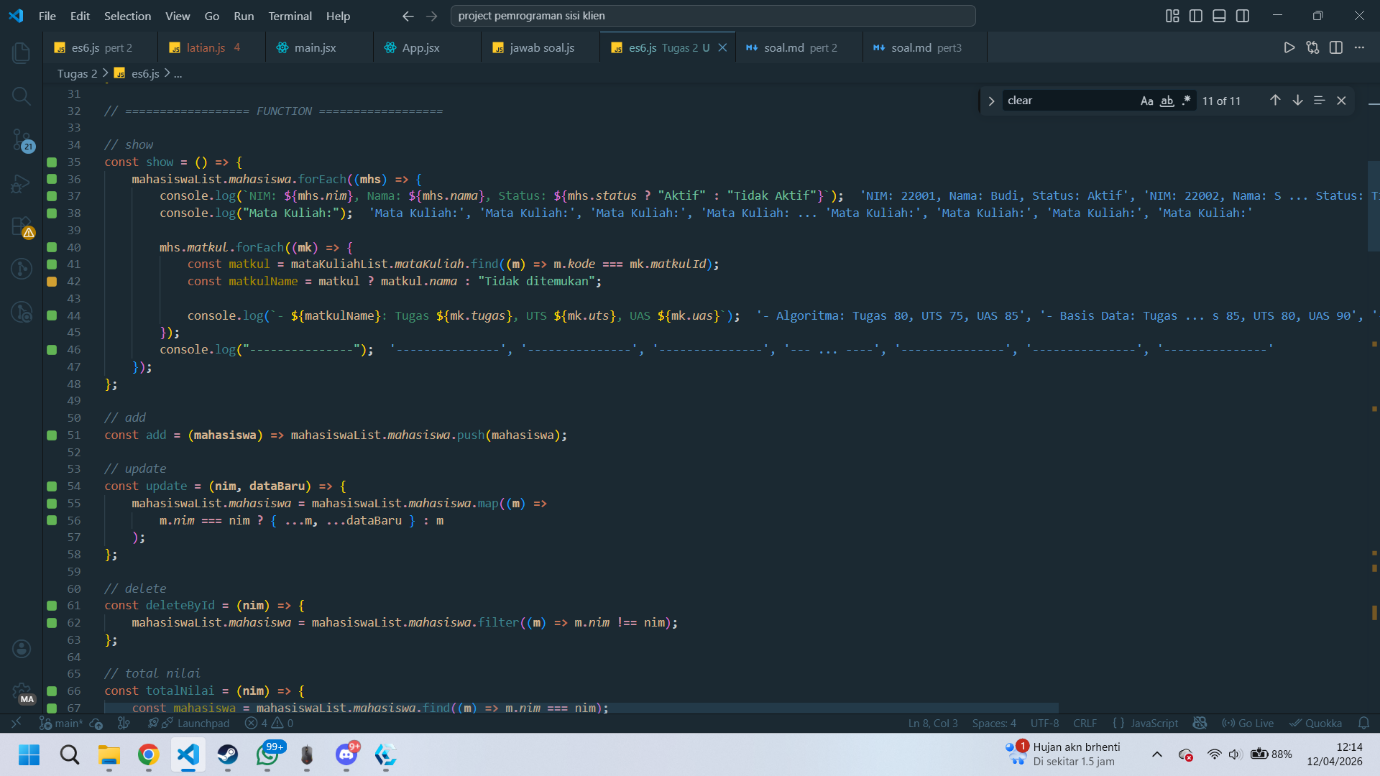 File Edit Selection View Go Run Terminal Help
project pemrograman sisi klien
es6.js pert 2
latian.js 4
main.jsx
App.jsx
jawab soal.js
es6.js Tugas 2 U
soal.md pert 2
soal.md pert3
Tugas 2 > es6.js > ...
clear
Aa ab .*
11 of 11
31
32 // ================== FUNCTION ==================
33
34 // show
35 const show = () => {
36 mahasiswaList.mahasiswa.forEach((mhs) => {
37 console.log(`NIM: ${mhs.nim}, Nama: ${mhs.nama}, Status: ${mhs.status ? "Aktif" : "Tidak Aktif"}`); 'NIM: 22001, Nama: Budi, Status: Aktif', 'NIM: 22002, Nama: S ... Status: Ti
38 console.log("Mata Kuliah:"); 'Mata Kuliah:', 'Mata Kuliah:', 'Mata Kuliah:', 'Mata Kuliah: ... 'Mata Kuliah:', 'Mata Kuliah:', 'Mata Kuliah:', 'Mata Kuliah:'
39
40 mhs.matkul.forEach((mk) => {
41 const matkul = mataKuliahList.mataKuliah.find((m) => m.kode === mk.matkulId);
42 const matkulName = matkul ? matkul.nama : "Tidak ditemukan";
43
44 console.log(`- ${matkulName}: Tugas ${mk.tugas}, UTS ${mk.uts}, UAS ${mk.uas}`); '- Algoritma: Tugas 80, UTS 75, UAS 85', '- Basis Data: Tugas ... s 85, UTS 80, UAS 90', '
45 });
46 console.log("---------------"); '---------------', '---------------', '---------------', '--- ... ----', '---------------', '---------------', '---------------'
47 });
48 };
49
50 // add
51 const add = (mahasiswa) => mahasiswaList.mahasiswa.push(mahasiswa);
52
53 // update
54 const update = (nim, dataBaru) => {
55 mahasiswaList.mahasiswa = mahasiswaList.mahasiswa.map((m) =>
56 m.nim === nim ? { ...m, ...dataBaru } : m
57 );
58 };
59
60 // delete
61 const deleteById = (nim) => {
62 mahasiswaList.mahasiswa = mahasiswaList.mahasiswa.filter((m) => m.nim !== nim);
63 };
64
65 // total nilai
66 const totalNilai = (nim) => {
67 const mahasiswa = mahasiswaList.mahasiswa.find((m) => m.nim === nim);
21
MA
main* Launchpad 4 0 Ln 8, Col 3 Spaces: 4 UTF-8 CRLF { } JavaScript Go Live Quokka
99+
9+
1
Hujan akn brhenti
Di sekitar 1.5 jam
88%
12:14
12/04/2026